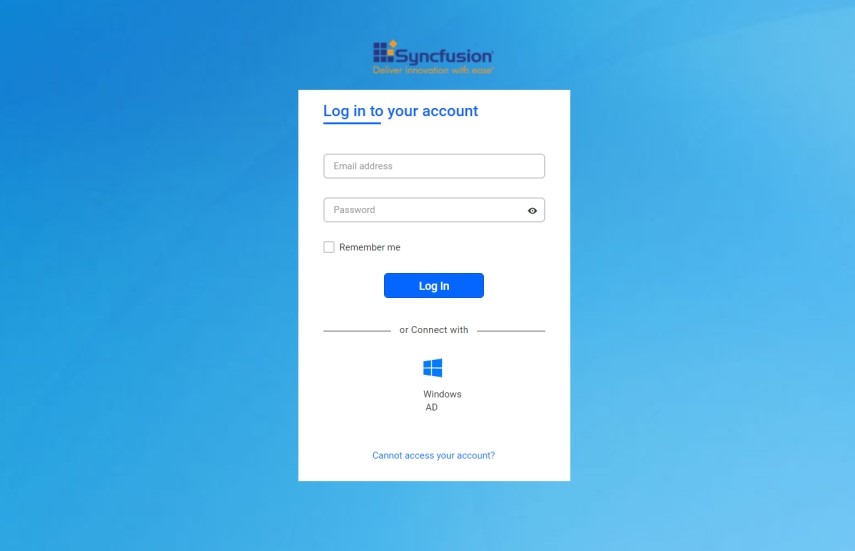 Syncfusion
Deliver innovation with ease
Log in to your account
Email address
Password
Remember me
Log In
or Connect with
Windows
AD
Cannot access your account?